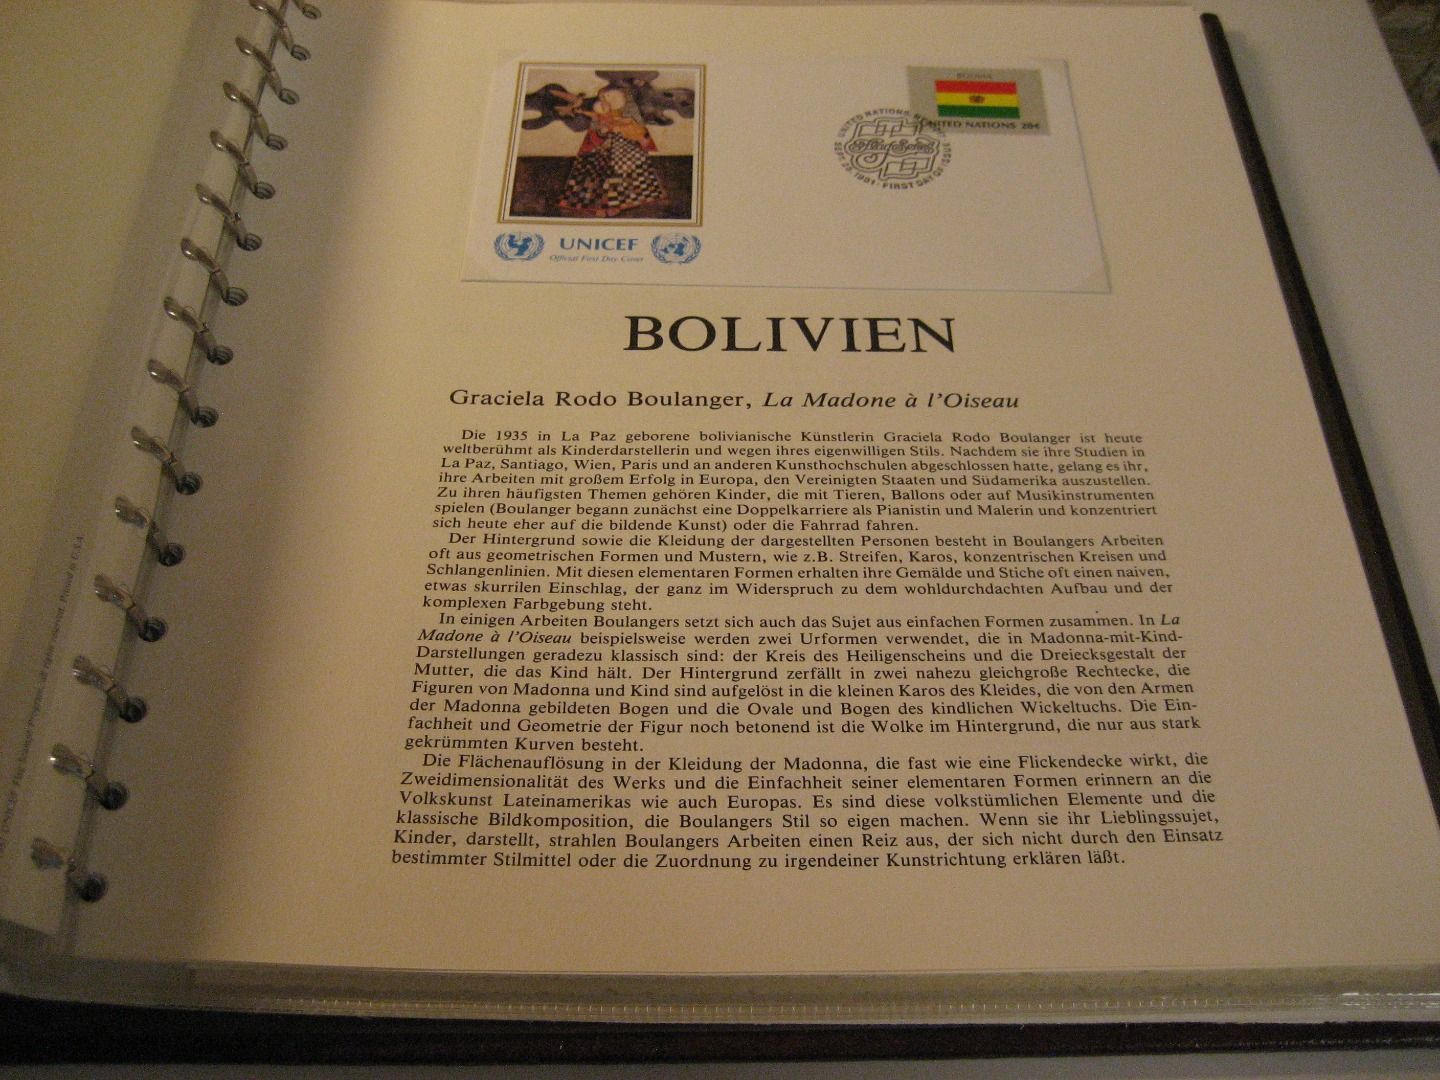 BOLIVIA
UNITED NATIONS 20¢
UNITED NATIONS,
1981 · FIRST DAY OF ISSUE
UNICEF
Official First Day Cover
BOLIVIEN
Graciela Rodo Boulanger, La Madone à l'Oiseau
Die 1935 in La Paz geborene bolivianische Künstlerin Graciela Rodo Boulanger ist heute
weltberühmt als Kinderdarstellerin und wegen ihres eigenwilligen Stils. Nachdem sie ihre Studien in
La Paz, Santiago, Wien, Paris und an anderen Kunsthochschulen abgeschlossen hatte, gelang es ihr,
ihre Arbeiten mit großem Erfolg in Europa, den Vereinigten Staaten und Südamerika auszustellen.
Zu ihren häufigsten Themen gehören Kinder, die mit Tieren, Ballons oder auf Musikinstrumenten
spielen (Boulanger begann zunächst eine Doppelkarriere als Pianistin und Malerin und konzentriert
sich heute eher auf die bildende Kunst) oder die Fahrrad fahren.
Der Hintergrund sowie die Kleidung der dargestellten Personen besteht in Boulangers Arbeiten
oft aus geometrischen Formen und Mustern, wie z.B. Streifen, Karos, konzentrischen Kreisen und
Schlangenlinien. Mit diesen elementaren Formen erhalten ihre Gemälde und Stiche oft einen naiven,
etwas skurrilen Einschlag, der ganz im Widerspruch zu dem wohldurchdachten Aufbau und der
komplexen Farbgebung steht.
In einigen Arbeiten Boulangers setzt sich auch das Sujet aus einfachen Formen zusammen. In La
Madone à l'Oiseau beispielsweise werden zwei Urformen verwendet, die in Madonna-mit-Kind-
Darstellungen geradezu klassisch sind: der Kreis des Heiligenscheins und die Dreiecksgestalt der
Mutter, die das Kind hält. Der Hintergrund zerfällt in zwei nahezu gleichgroße Rechtecke, die
Figuren von Madonna und Kind sind aufgelöst in die kleinen Karos des Kleides, die von den Armen
der Madonna gebildeten Bogen und die Ovale und Bogen des kindlichen Wickeltuchs. Die Ein-
fachheit und Geometrie der Figur noch betonend ist die Wolke im Hintergrund, die nur aus stark
gekrümmten Kurven besteht.
Die Flächenauflösung in der Kleidung der Madonna, die fast wie eine Flickendecke wirkt, die
Zweidimensionalität des Werks und die Einfachheit seiner elementaren Formen erinnern an die
Volkskunst Lateinamerikas wie auch Europas. Es sind diese volkstümlichen Elemente und die
klassische Bildkomposition, die Boulangers Stil so eigen machen. Wenn sie ihr Lieblingssujet,
Kinder, darstellt, strahlen Boulangers Arbeiten einen Reiz aus, der sich nicht durch den Einsatz
bestimmter Stilmittel oder die Zuordnung zu irgendeiner Kunstrichtung erklären läßt.
Printed in U.S.A.